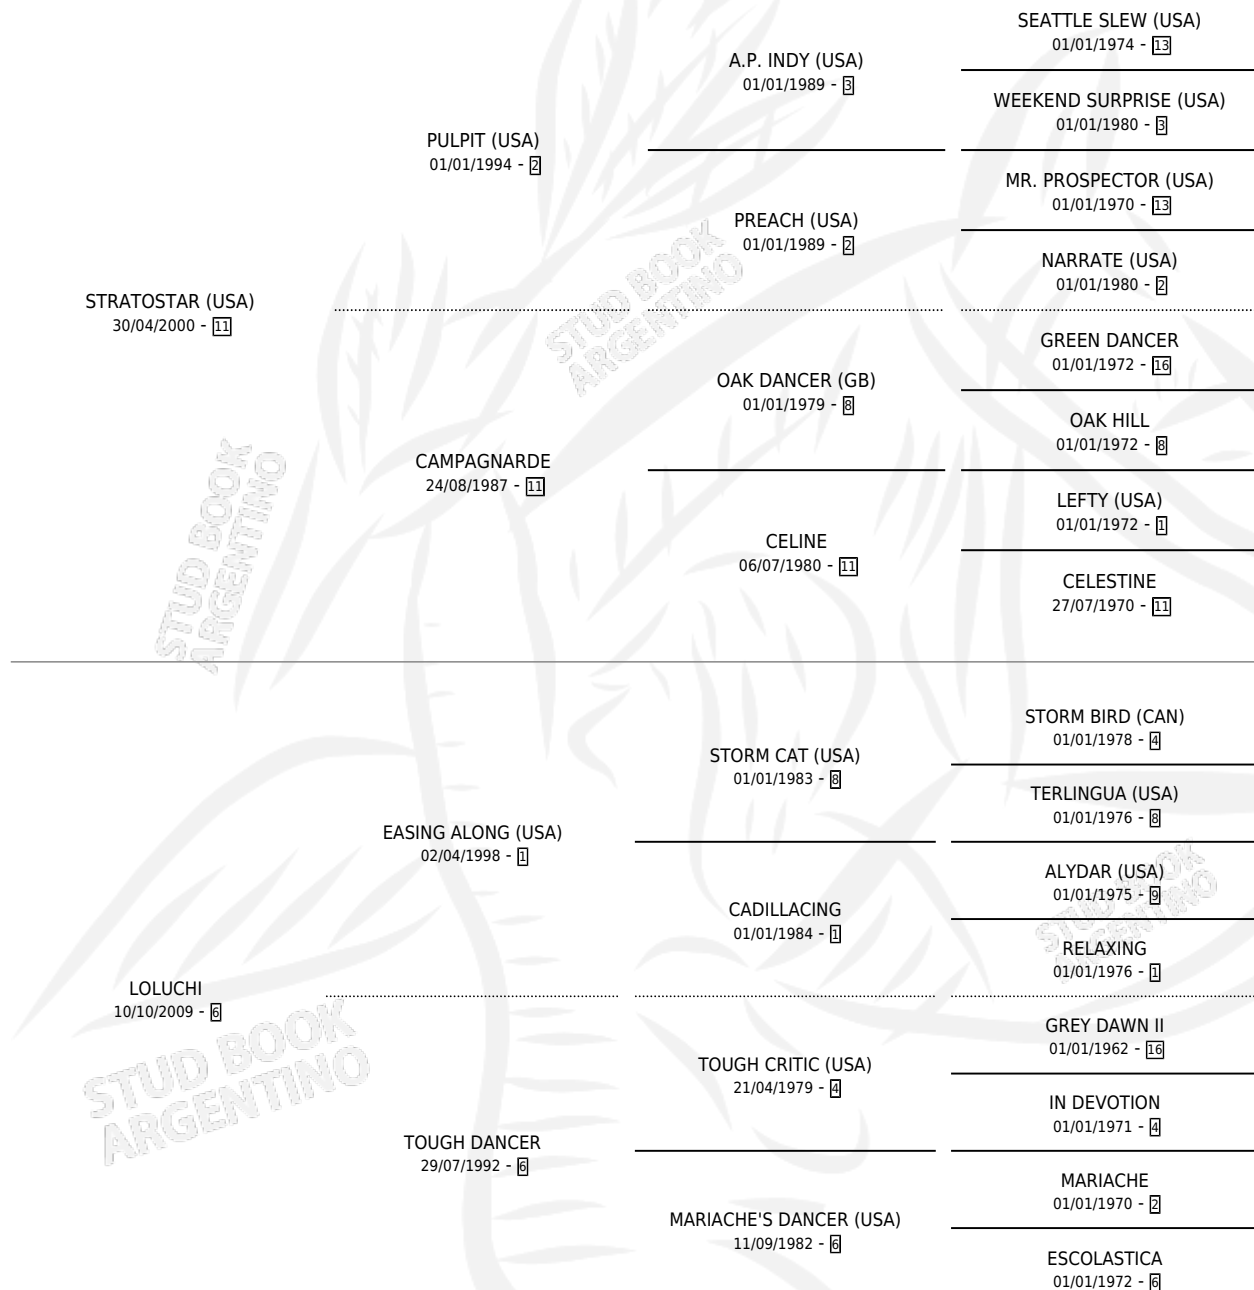 SEATTLE SLEW (USA)
01/01/1974 - 13
A.P. INDY (USA)
01/01/1989 - 3
WEEKEND SURPRISE (USA)
01/01/1980 - 3
PULPIT (USA)
01/01/1994 - 2
MR. PROSPECTOR (USA)
01/01/1970 - 13
PREACH (USA)
01/01/1989 - 2
NARRATE (USA)
01/01/1980 - 2
STRATOSTAR (USA)
30/04/2000 - 11
GREEN DANCER
01/01/1972 - 16
OAK DANCER (GB)
01/01/1979 - 8
OAK HILL
01/01/1972 - 8
CAMPAGNARDE
24/08/1987 - 11
LEFTY (USA)
01/01/1972 - 1
CELINE
06/07/1980 - 11
CELESTINE
27/07/1970 - 11
STORM BIRD (CAN)
01/01/1978 - 4
STORM CAT (USA)
01/01/1983 - 8
TERLINGUA (USA)
01/01/1976 - 8
EASING ALONG (USA)
02/04/1998 - 1
ALYDAR (USA)
01/01/1975 - 9
CADILLACING
01/01/1984 - 1
RELAXING
01/01/1976 - 1
LOLUCHI
10/10/2009 - 6
GREY DAWN II
01/01/1962 - 16
TOUGH CRITIC (USA)
21/04/1979 - 4
IN DEVOTION
01/01/1971 - 4
TOUGH DANCER
29/07/1992 - 6
MARIACHE
01/01/1970 - 2
MARIACHE'S DANCER (USA)
11/09/1982 - 6
ESCOLASTICA
01/01/1972 - 6
STUD BOOK
ARGENTINO
STUD BOOK
ARGENTINO
STUD BOOK
ARGENTINO
STUD BOOK
ARGENTINO